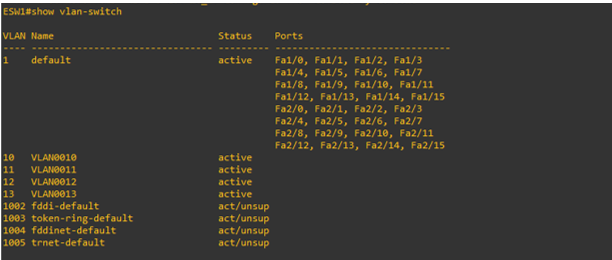 ESW1#show vlan-switch
VLAN Name Status Ports
---- -------------------------------- --------- -------------------------------
1 default active Fa1/0, Fa1/1, Fa1/2, Fa1/3
Fa1/4, Fa1/5, Fa1/6, Fa1/7
Fa1/8, Fa1/9, Fa1/10, Fa1/11
Fa1/12, Fa1/13, Fa1/14, Fa1/15
Fa2/0, Fa2/1, Fa2/2, Fa2/3
Fa2/4, Fa2/5, Fa2/6, Fa2/7
Fa2/8, Fa2/9, Fa2/10, Fa2/11
Fa2/12, Fa2/13, Fa2/14, Fa2/15
10 VLAN0010 active
11 VLAN0011 active
12 VLAN0012 active
13 VLAN0013 active
1002 fddi-default act/unsup
1003 token-ring-default act/unsup
1004 fddinet-default act/unsup
1005 trnet-default act/unsup